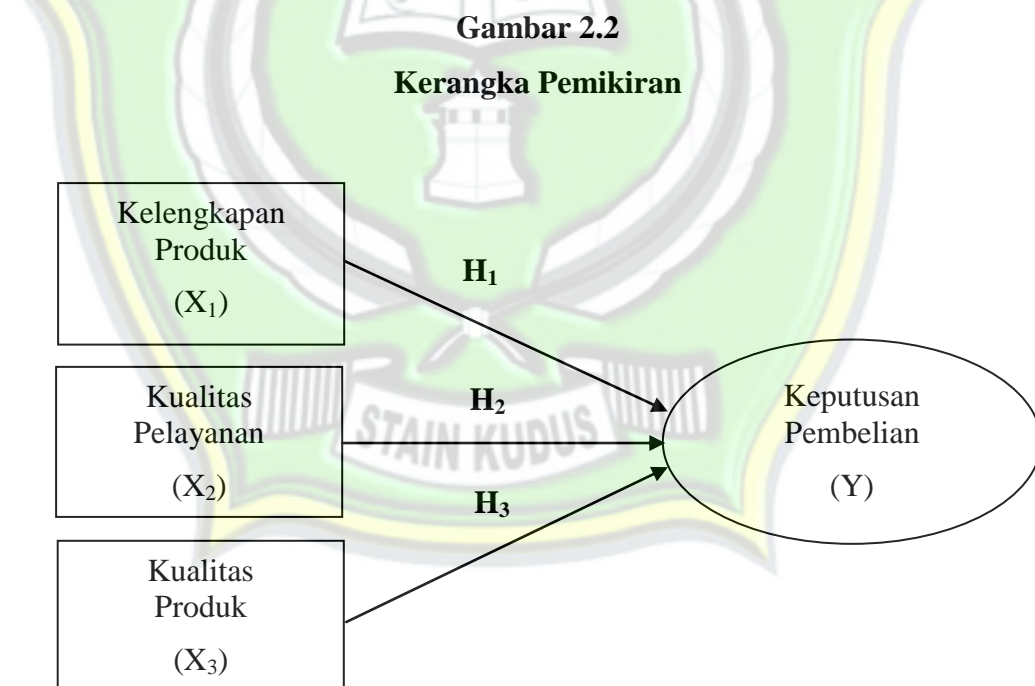 Gambar 2.2
Kerangka Pemikiran
Kelengkapan
Produk
(X₁)
H₁
Kualitas
Pelayanan
(X₂)
H₂
Keputusan
Pembelian
(Y)
STAIN KUDUS
H₃
Kualitas
Produk
(X₃)